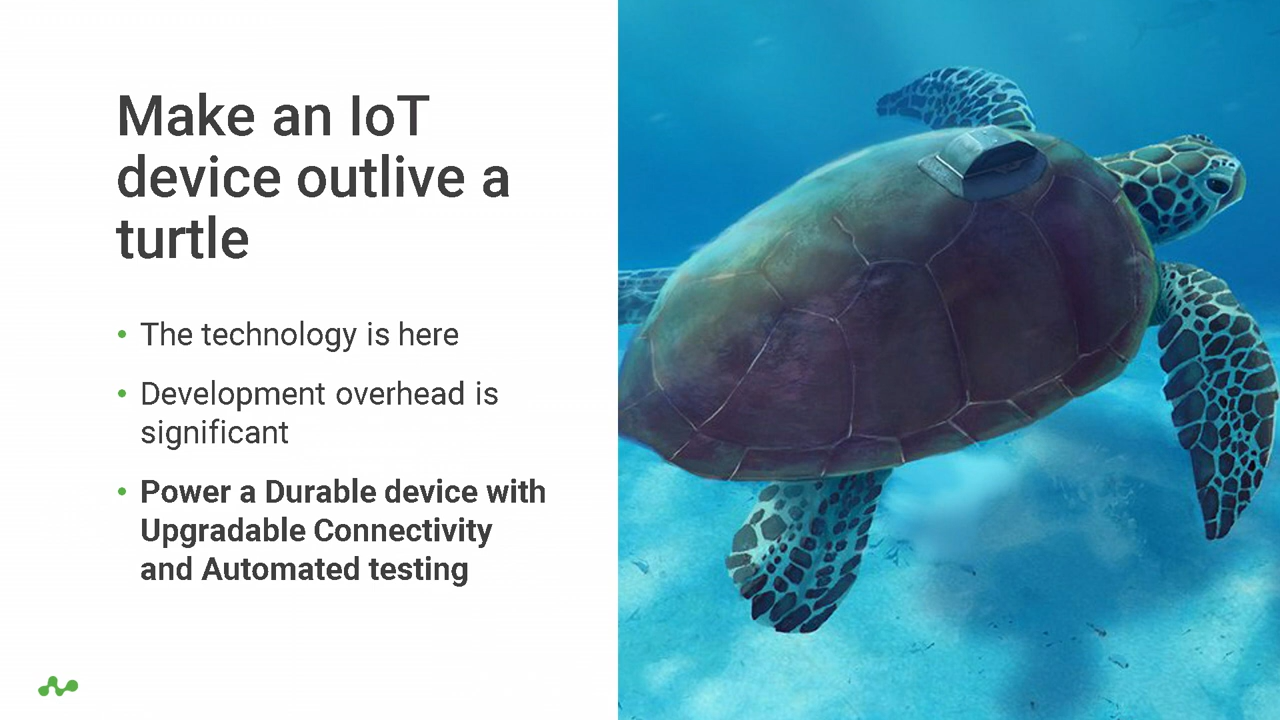 Make an IoT
device outlive a
turtle
• The technology is here
• Development overhead is
significant
• Power a Durable device with
Upgradable Connectivity
and Automated testing